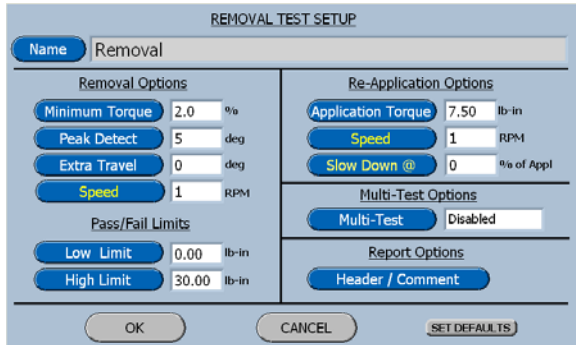 REMOVAL TEST SETUP
Name Removal
Removal Options
Minimum Torque 2.0 %
Peak Detect 5 deg
Extra Travel 0 deg
Speed 1 RPM
Pass/Fail Limits
Low Limit 0.00 lb-in
High Limit 30.00 lb-in
Re-Application Options
Application Torque 7.50 lb-in
Speed 1 RPM
Slow Down @ 0 % of Appl
Multi-Test Options
Multi-Test Disabled
Report Options
Header / Comment
OK CANCEL SET DEFAULTS